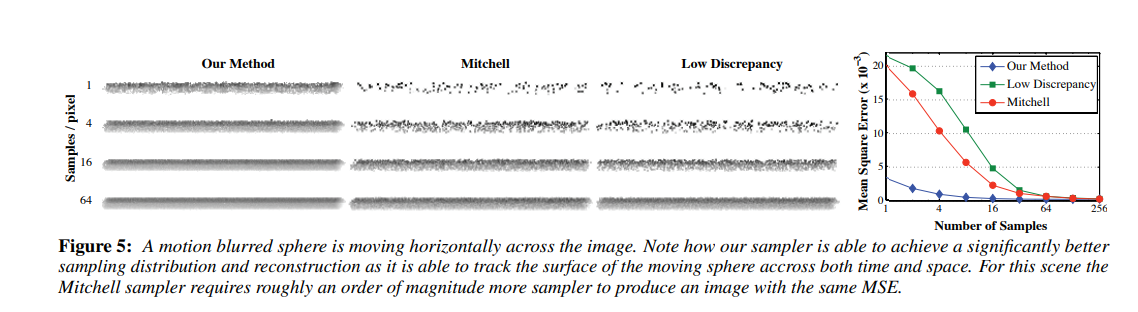 Our Method
Mitchell
Low Discrepancy
Samples / pixel
1
4
16
64
Mean Square Error (x 10⁻³)
20
15
10
5
0
Our Method
Low Discrepancy
Mitchell
1 4 16 64 256
Number of Samples
Figure 5: A motion blurred sphere is moving horizontally across the image. Note how our sampler is able to achieve a significantly better
sampling distribution and reconstruction as it is able to track the surface of the moving sphere accross both time and space. For this scene the
Mitchell sampler requires roughly an order of magnitude more sampler to produce an image with the same MSE.